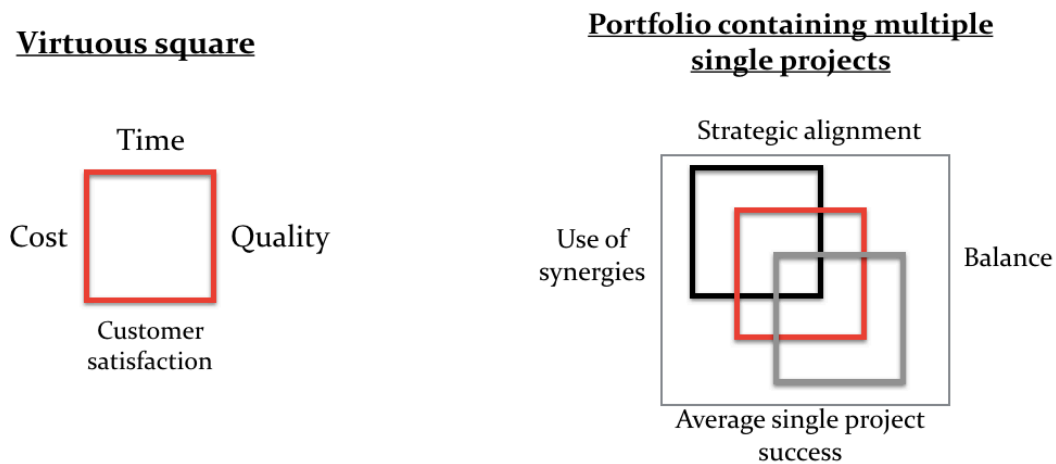 Virtuous square
Time
Cost
Quality
Customer
satisfaction
Portfolio containing multiple
single projects
Strategic alignment
Use of
synergies
Balance
Average single project
success